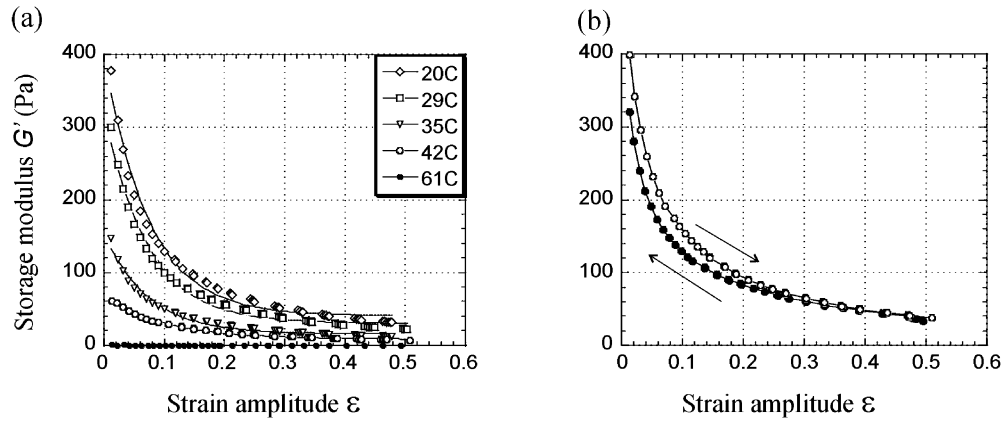 (a)
Storage modulus G' (Pa)
400
300
200
100
0
20C
29C
35C
42C
61C
0 0.1 0.2 0.3 0.4 0.5 0.6
Strain amplitude ε
(b)
400
300
200
100
0
0 0.1 0.2 0.3 0.4 0.5 0.6
Strain amplitude ε